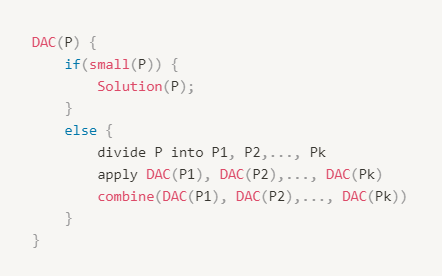 DAC(P) {
    if(small(P)) {
        Solution(P);
    }
    else {
        divide P into P1, P2,..., Pk
        apply DAC(P1), DAC(P2),..., DAC(Pk)
        combine(DAC(P1), DAC(P2),..., DAC(Pk))
    }
}